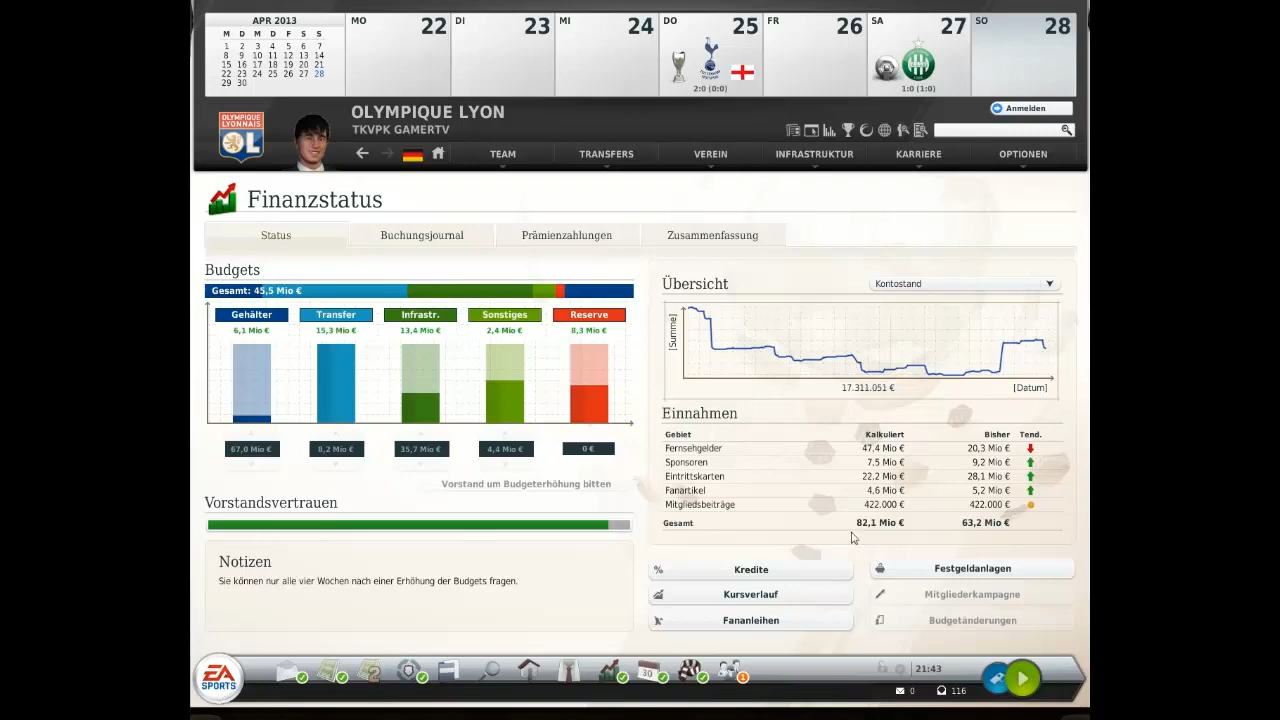 APR 2013
M D M D F S S
1 2 3 4 5 6 7
8 9 10 11 12 13 14
15 16 17 18 19 20 21
22 23 24 25 26 27 28
29 30
MO 22
DI 23
MI 24
DO 25
2:0 (0:0)
FR 26
SA 27
1:0 (1:0)
SO 28
OLYMPIQUE LYONNAIS
OL
OLYMPIQUE LYON
TKVPK GAMERTV
Anmelden
TEAM TRANSFERS VEREIN INFRASTRUKTUR KARRIERE OPTIONEN
Finanzstatus
Status Buchungsjournal Prämienzahlungen Zusammenfassung
Budgets
Gesamt: 45,5 Mio €
Gehälter Transfer Infrastr. Sonstiges Reserve
6,1 Mio € 15,3 Mio € 13,4 Mio € 2,4 Mio € 8,3 Mio €
67,0 Mio € 8,2 Mio € 35,7 Mio € 4,4 Mio € 0 €
Vorstand um Budgeterhöhung bitten
Vorstandsvertrauen
Notizen
Sie können nur alle vier Wochen nach einer Erhöhung der Budgets fragen.
Übersicht
Kontostand
[Summe]
17.311.051 € [Datum]
Einnahmen
Gebiet Kalkuliert Bisher Tend.
Fernsehgelder 47,4 Mio € 20,3 Mio €
Sponsoren 7,5 Mio € 9,2 Mio €
Eintrittskarten 22,2 Mio € 28,1 Mio €
Fanartikel 4,6 Mio € 5,2 Mio €
Mitgliedsbeiträge 422.000 € 422.000 €
Gesamt 82,1 Mio € 63,2 Mio €
Kredite Festgeldanlagen
Kursverlauf Mitgliederkampagne
Fananleihen Budgetänderungen
EA SPORTS
30
1
21:43
0 116